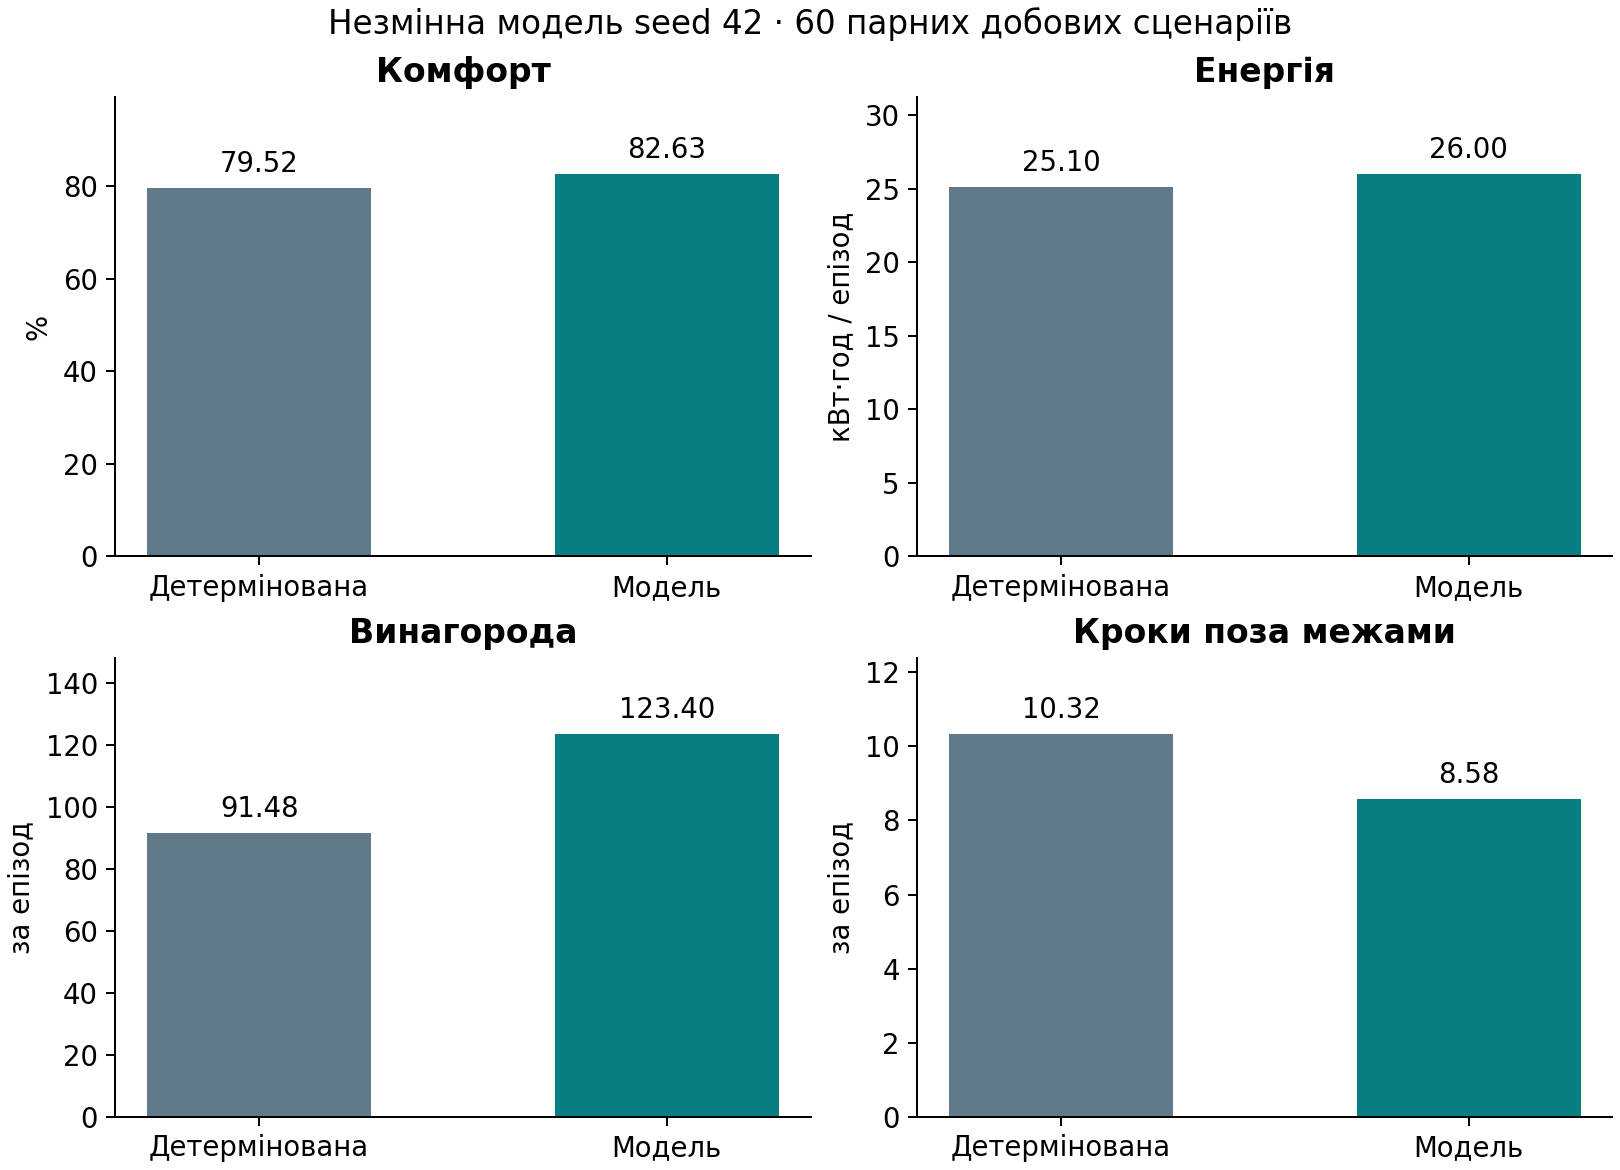 Незмінна модель seed 42 · 60 парних добових сценаріїв
Комфорт
79.52
82.63
80
60
40
20
0
%
Детермінована
Модель
Енергія
25.10
26.00
30
25
20
15
10
5
0
кВт·год / епізод
Детермінована
Модель
Винагорода
91.48
123.40
140
120
100
80
60
40
20
0
за епізод
Детермінована
Модель
Кроки поза межами
10.32
8.58
12
10
8
6
4
2
0
за епізод
Детермінована
Модель